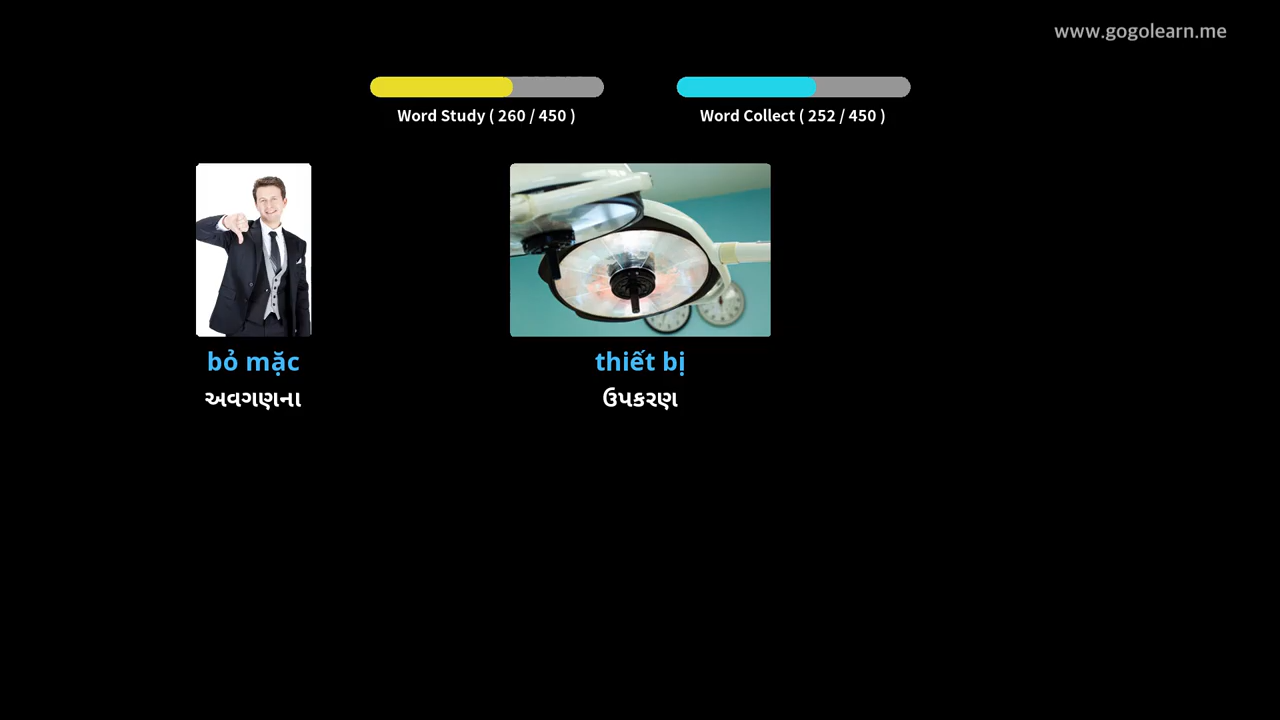 www.gogolearn.me
Word Study ( 260 / 450 )
Word Collect ( 252 / 450 )
bỏ mặc
અવગણના
thiết bị
ઉપકરણ